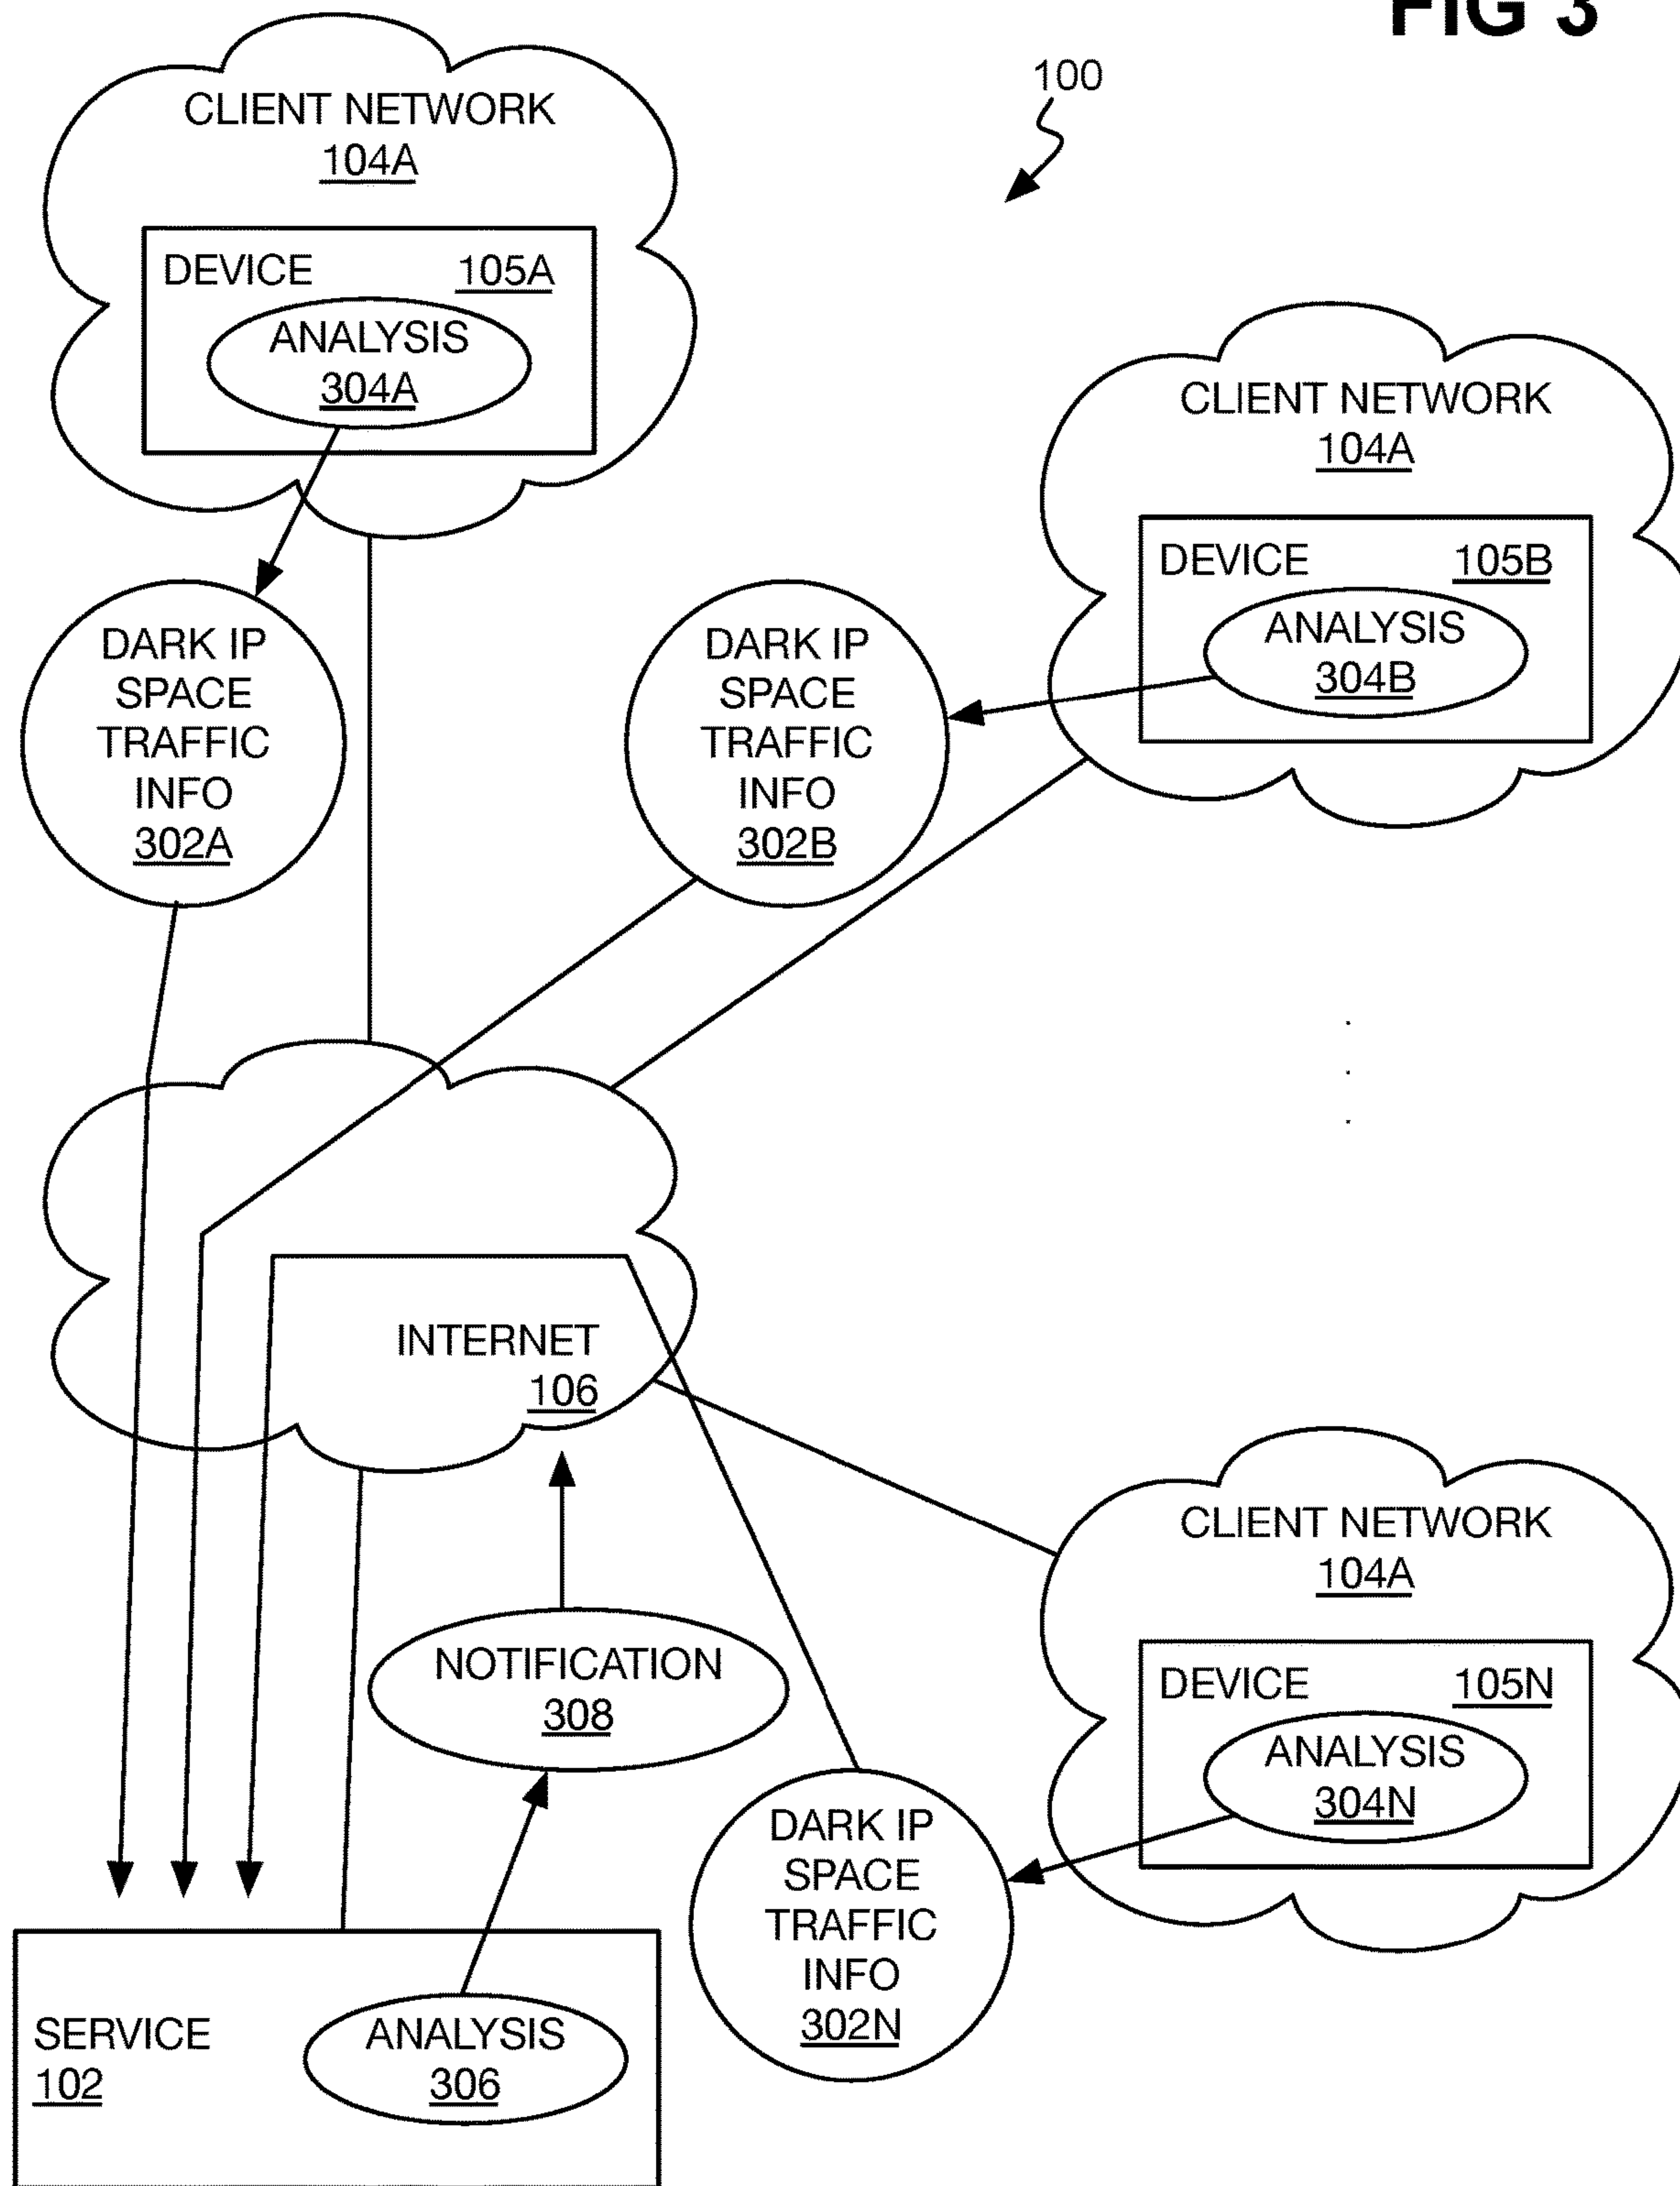 FIG 3
100
CLIENT NETWORK
104A
DEVICE 105A
ANALYSIS
304A
CLIENT NETWORK
104A
DEVICE 105B
ANALYSIS
304B
DARK IP
SPACE
TRAFFIC
INFO
302A
DARK IP
SPACE
TRAFFIC
INFO
302B
INTERNET
106
CLIENT NETWORK
104A
DEVICE 105N
ANALYSIS
304N
NOTIFICATION
308
DARK IP
SPACE
TRAFFIC
INFO
302N
SERVICE
102
ANALYSIS
306